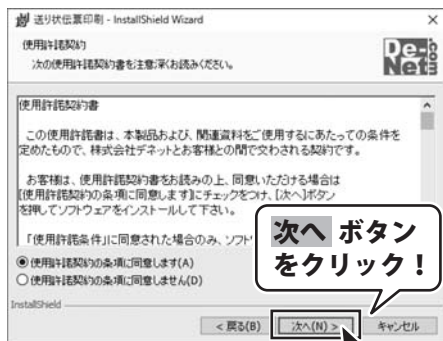 送り状伝票印刷 - InstallShield Wizard
使用許諾契約
次の使用許諾契約書を注意深くお読みください。
De-Net.com
使用許諾契約書
この使用許諾書は、本製品および、関連資料をご使用するにあたっての条件を
定めたもので、株式会社デネットとお客様との間で交わされる契約です。
お客様は、使用許諾契約書をお読みの上、同意いただける場合は
[使用許諾契約の条項に同意します]にチェックをつけ、[次へ]ボタン
を押してソフトウェアをインストールして下さい。
「使用許諾条件」に同意された場合のみ、ソフト
次へ ボタン
をクリック！
使用許諾契約の条項に同意します(A)
使用許諾契約の条項に同意しません(D)
InstallShield
< 戻る(B)
次へ(N) >
キャンセル